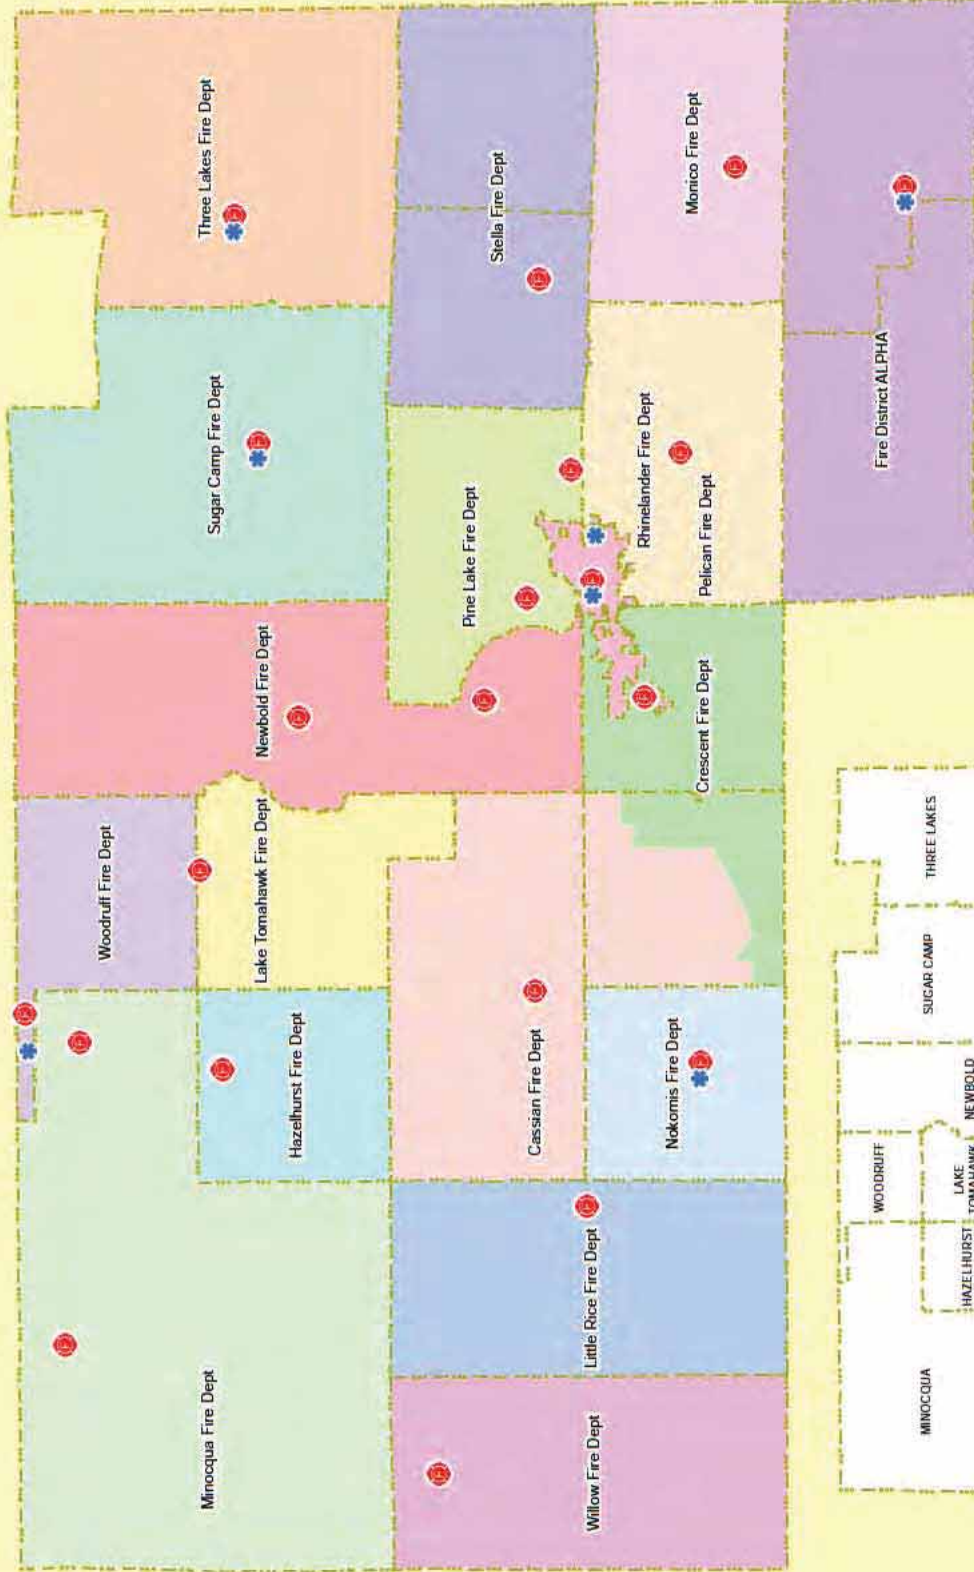 Three Lakes Fire Dept
Sugar Camp Fire Dept
Newbold Fire Dept
Woodruff Fire Dept
Lake Tomahawk Fire Dept
Hazelhurst Fire Dept
Minocqua Fire Dept
Stella Fire Dept
Pine Lake Fire Dept
Cassian Fire Dept
Little Rice Fire Dept
Willow Fire Dept
Monico Fire Dept
Rhinelander Fire Dept
Pelican Fire Dept
Crescent Fire Dept
Nokomis Fire Dept
Fire District ALPHA
MINOCQUA
WOODRUFF
HAZELHURST
LAKE
TOMAHAWK
NEWBOLD
SUGAR CAMP
THREE LAKES